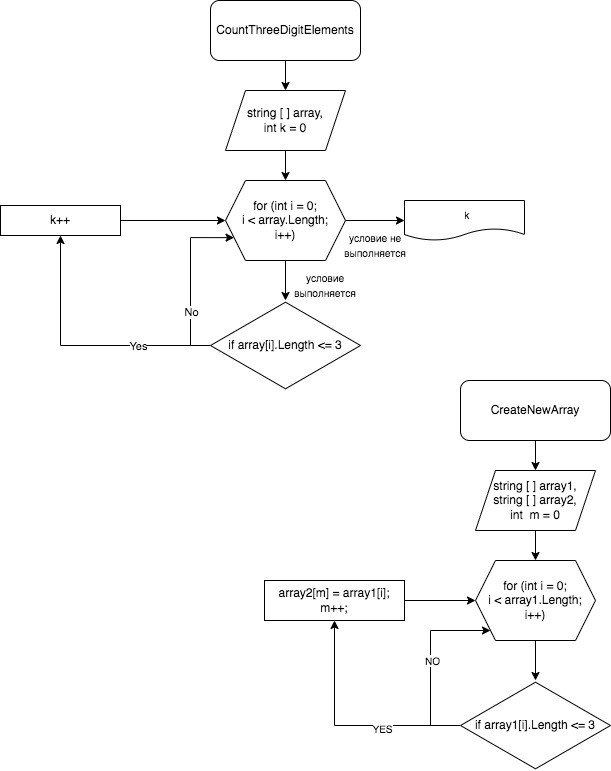 CountThreeDigitElements
string [ ] array,
int k = 0
for (int i = 0;
i < array.Length;
i++)
k++
k
условие не
выполняется
условие
выполняется
No
Yes
if array[i].Length <= 3
CreateNewArray
string [ ] array1,
string [ ] array2,
int  m = 0
for (int i = 0;
i < array1.Length;
i++)
array2[m] = array1[i];
m++;
NO
YES
if array1[i].Length <= 3